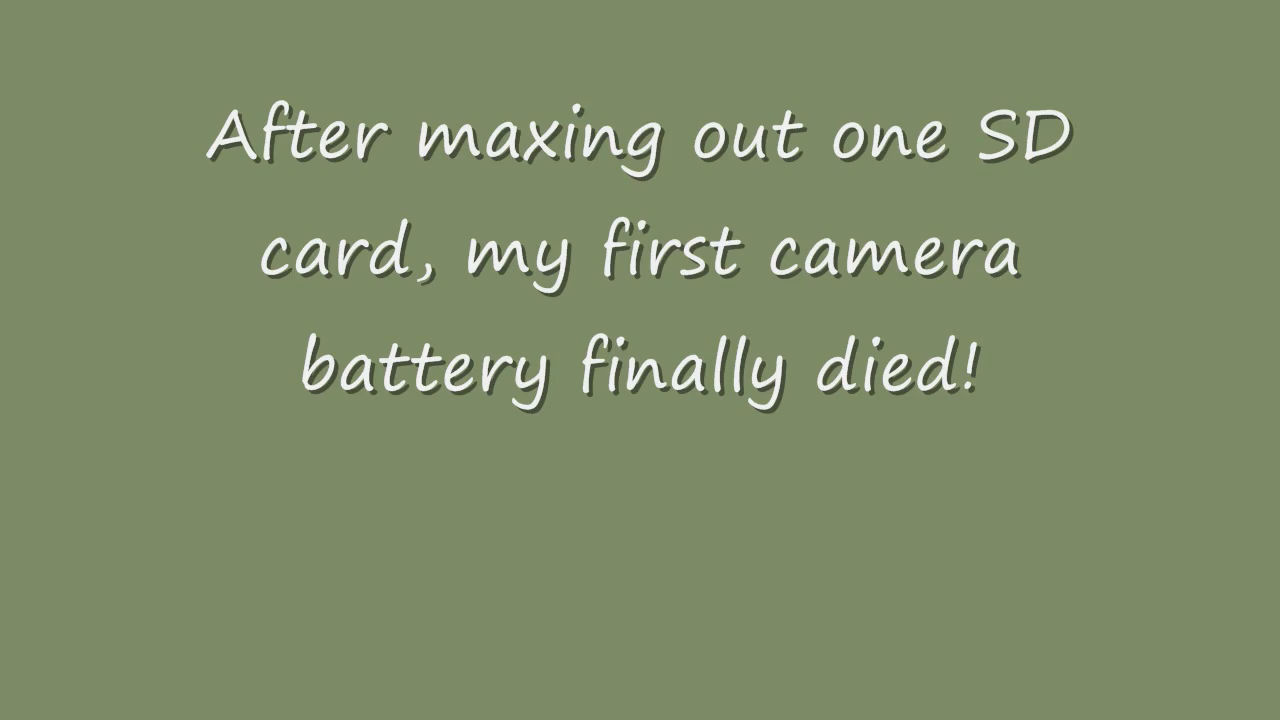 After maxing out one SD
card, my first camera
battery finally died!